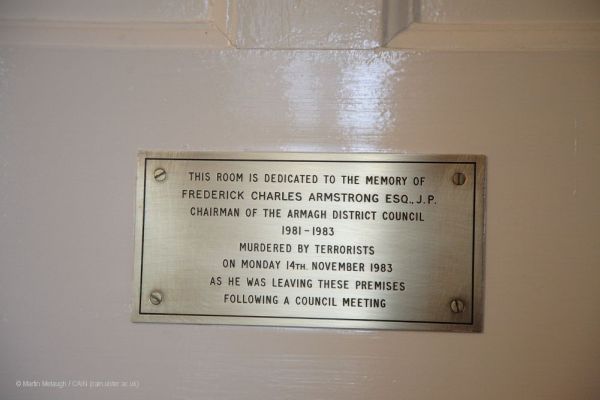 THIS ROOM IS DEDICATED TO THE MEMORY OF
FREDERICK CHARLES ARMSTRONG ESQ., J.P.
CHAIRMAN OF THE ARMAGH DISTRICT COUNCIL
1981-1983
MURDERED BY TERRORISTS
ON MONDAY 14TH. NOVEMBER 1983
AS HE WAS LEAVING THESE PREMISES
FOLLOWING A COUNCIL MEETING
© Martin Melaugh / CAIN (cain.ulster.ac.uk)